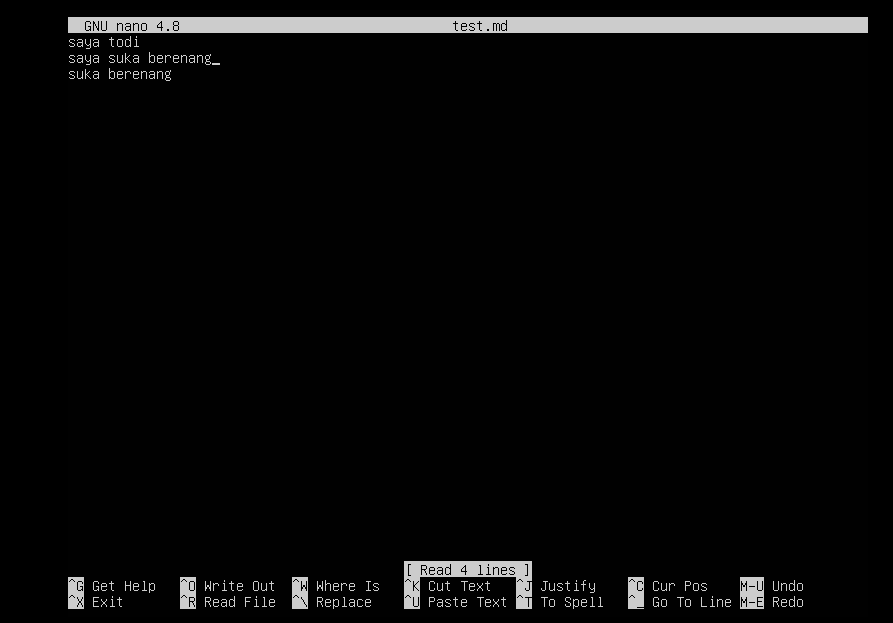 GNU nano 4.8 test.md
saya todi
saya suka berenang_
suka berenang
[ Read 4 lines ]
^G Get Help ^O Write Out ^W Where Is ^K Cut Text ^J Justify ^C Cur Pos M-U Undo
^X Exit ^R Read File ^\ Replace ^U Paste Text ^T To Spell ^_ Go To Line M-E Redo